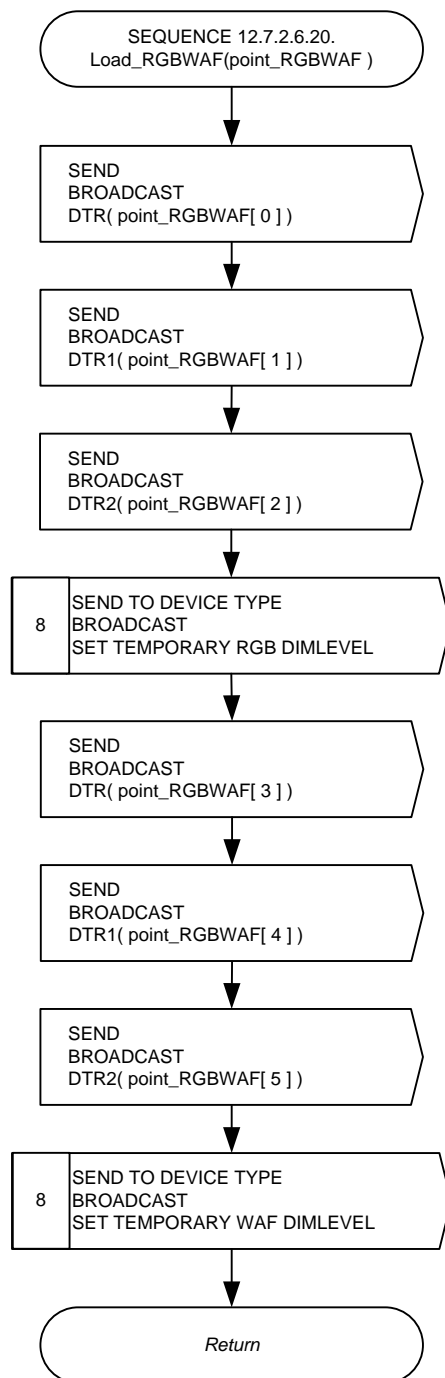 SEQUENCE 12.7.2.6.20.
Load_RGBWAF(point_RGBWAF )
SEND
BROADCAST
DTR( point_RGBWAF[ 0 ] )
SEND
BROADCAST
DTR1( point_RGBWAF[ 1 ] )
SEND
BROADCAST
DTR2( point_RGBWAF[ 2 ] )
8
SEND TO DEVICE TYPE
BROADCAST
SET TEMPORARY RGB DIMLEVEL
SEND
BROADCAST
DTR( point_RGBWAF[ 3 ] )
SEND
BROADCAST
DTR1( point_RGBWAF[ 4 ] )
SEND
BROADCAST
DTR2( point_RGBWAF[ 5 ] )
8
SEND TO DEVICE TYPE
BROADCAST
SET TEMPORARY WAF DIMLEVEL
Return